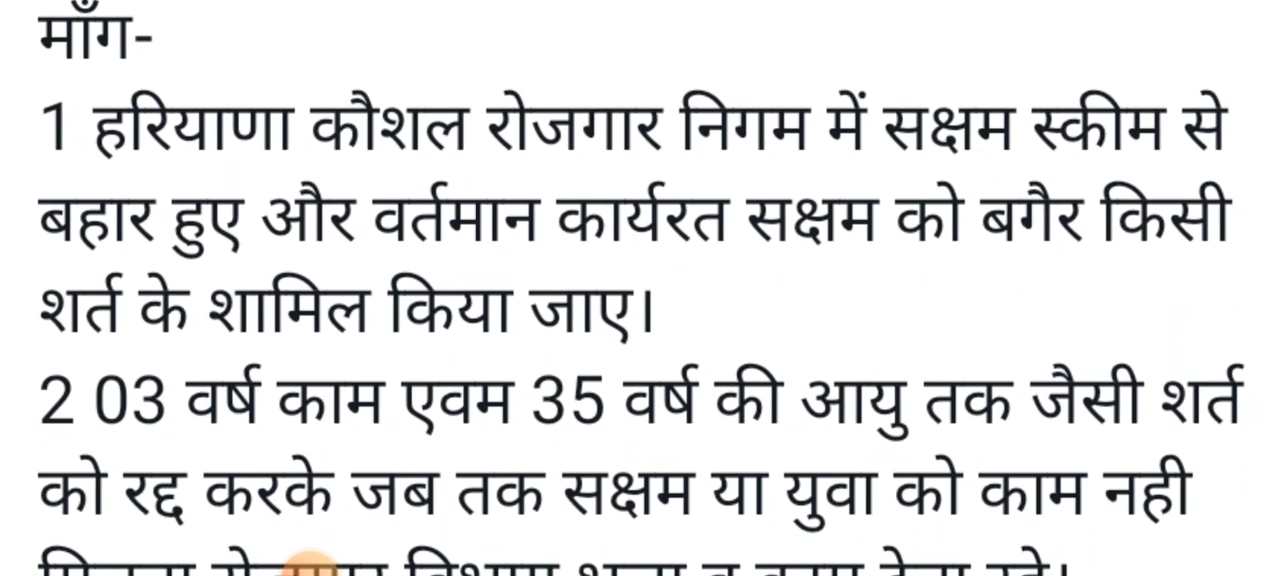 माँग-
1 हरियाणा कौशल रोजगार निगम में सक्षम स्कीम से
बहार हुए और वर्तमान कार्यरत सक्षम को बगैर किसी
शर्त के शामिल किया जाए।
2 03 वर्ष काम एवम 35 वर्ष की आयु तक जैसी शर्त
को रद्द करके जब तक सक्षम या युवा को काम नही